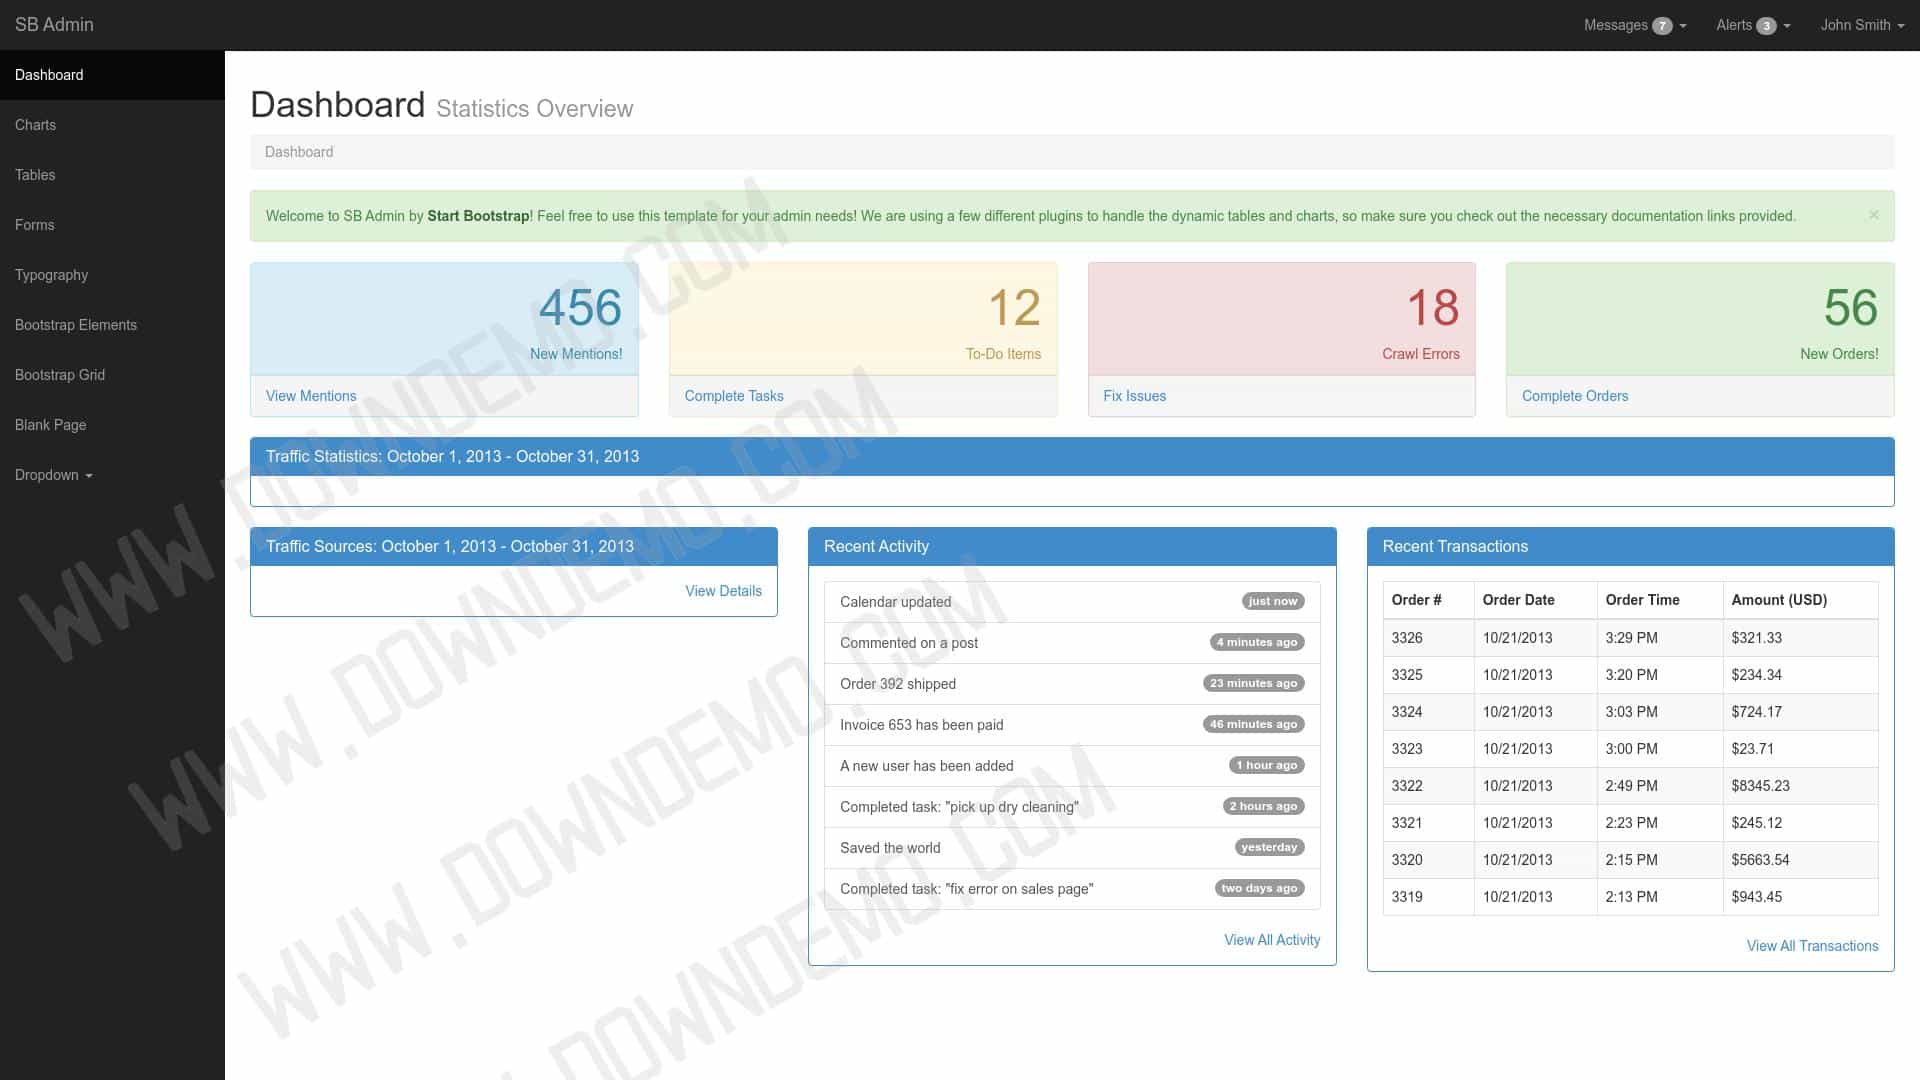 SB Admin
Messages 7
Alerts 3
John Smith
Dashboard
Charts
Tables
Forms
Typography
Bootstrap Elements
Bootstrap Grid
Blank Page
Dropdown
Dashboard Statistics Overview
Dashboard
Welcome to SB Admin by Start Bootstrap! Feel free to use this template for your admin needs! We are using a few different plugins to handle the dynamic tables and charts, so make sure you check out the necessary documentation links provided. ×
456
New Mentions!
View Mentions
12
To-Do Items
Complete Tasks
18
Crawl Errors
Fix Issues
56
New Orders!
Complete Orders
Traffic Statistics: October 1, 2013 - October 31, 2013
Traffic Sources: October 1, 2013 - October 31, 2013
View Details
Recent Activity
Calendar updated just now
Commented on a post 4 minutes ago
Order 392 shipped 23 minutes ago
Invoice 653 has been paid 46 minutes ago
A new user has been added 1 hour ago
Completed task: "pick up dry cleaning" 2 hours ago
Saved the world yesterday
Completed task: "fix error on sales page" two days ago
View All Activity
Recent Transactions
Order # Order Date Order Time Amount (USD)
3326 10/21/2013 3:29 PM $321.33
3325 10/21/2013 3:20 PM $234.34
3324 10/21/2013 3:03 PM $724.17
3323 10/21/2013 3:00 PM $23.71
3322 10/21/2013 2:49 PM $8345.23
3321 10/21/2013 2:23 PM $245.12
3320 10/21/2013 2:15 PM $5663.54
3319 10/21/2013 2:13 PM $943.45
View All Transactions
WWW.DOWNDEMO.COM
WWW.DOWNDEMO.COM
WWW.DOWNDEMO.COM
DOWNDEMO.COM